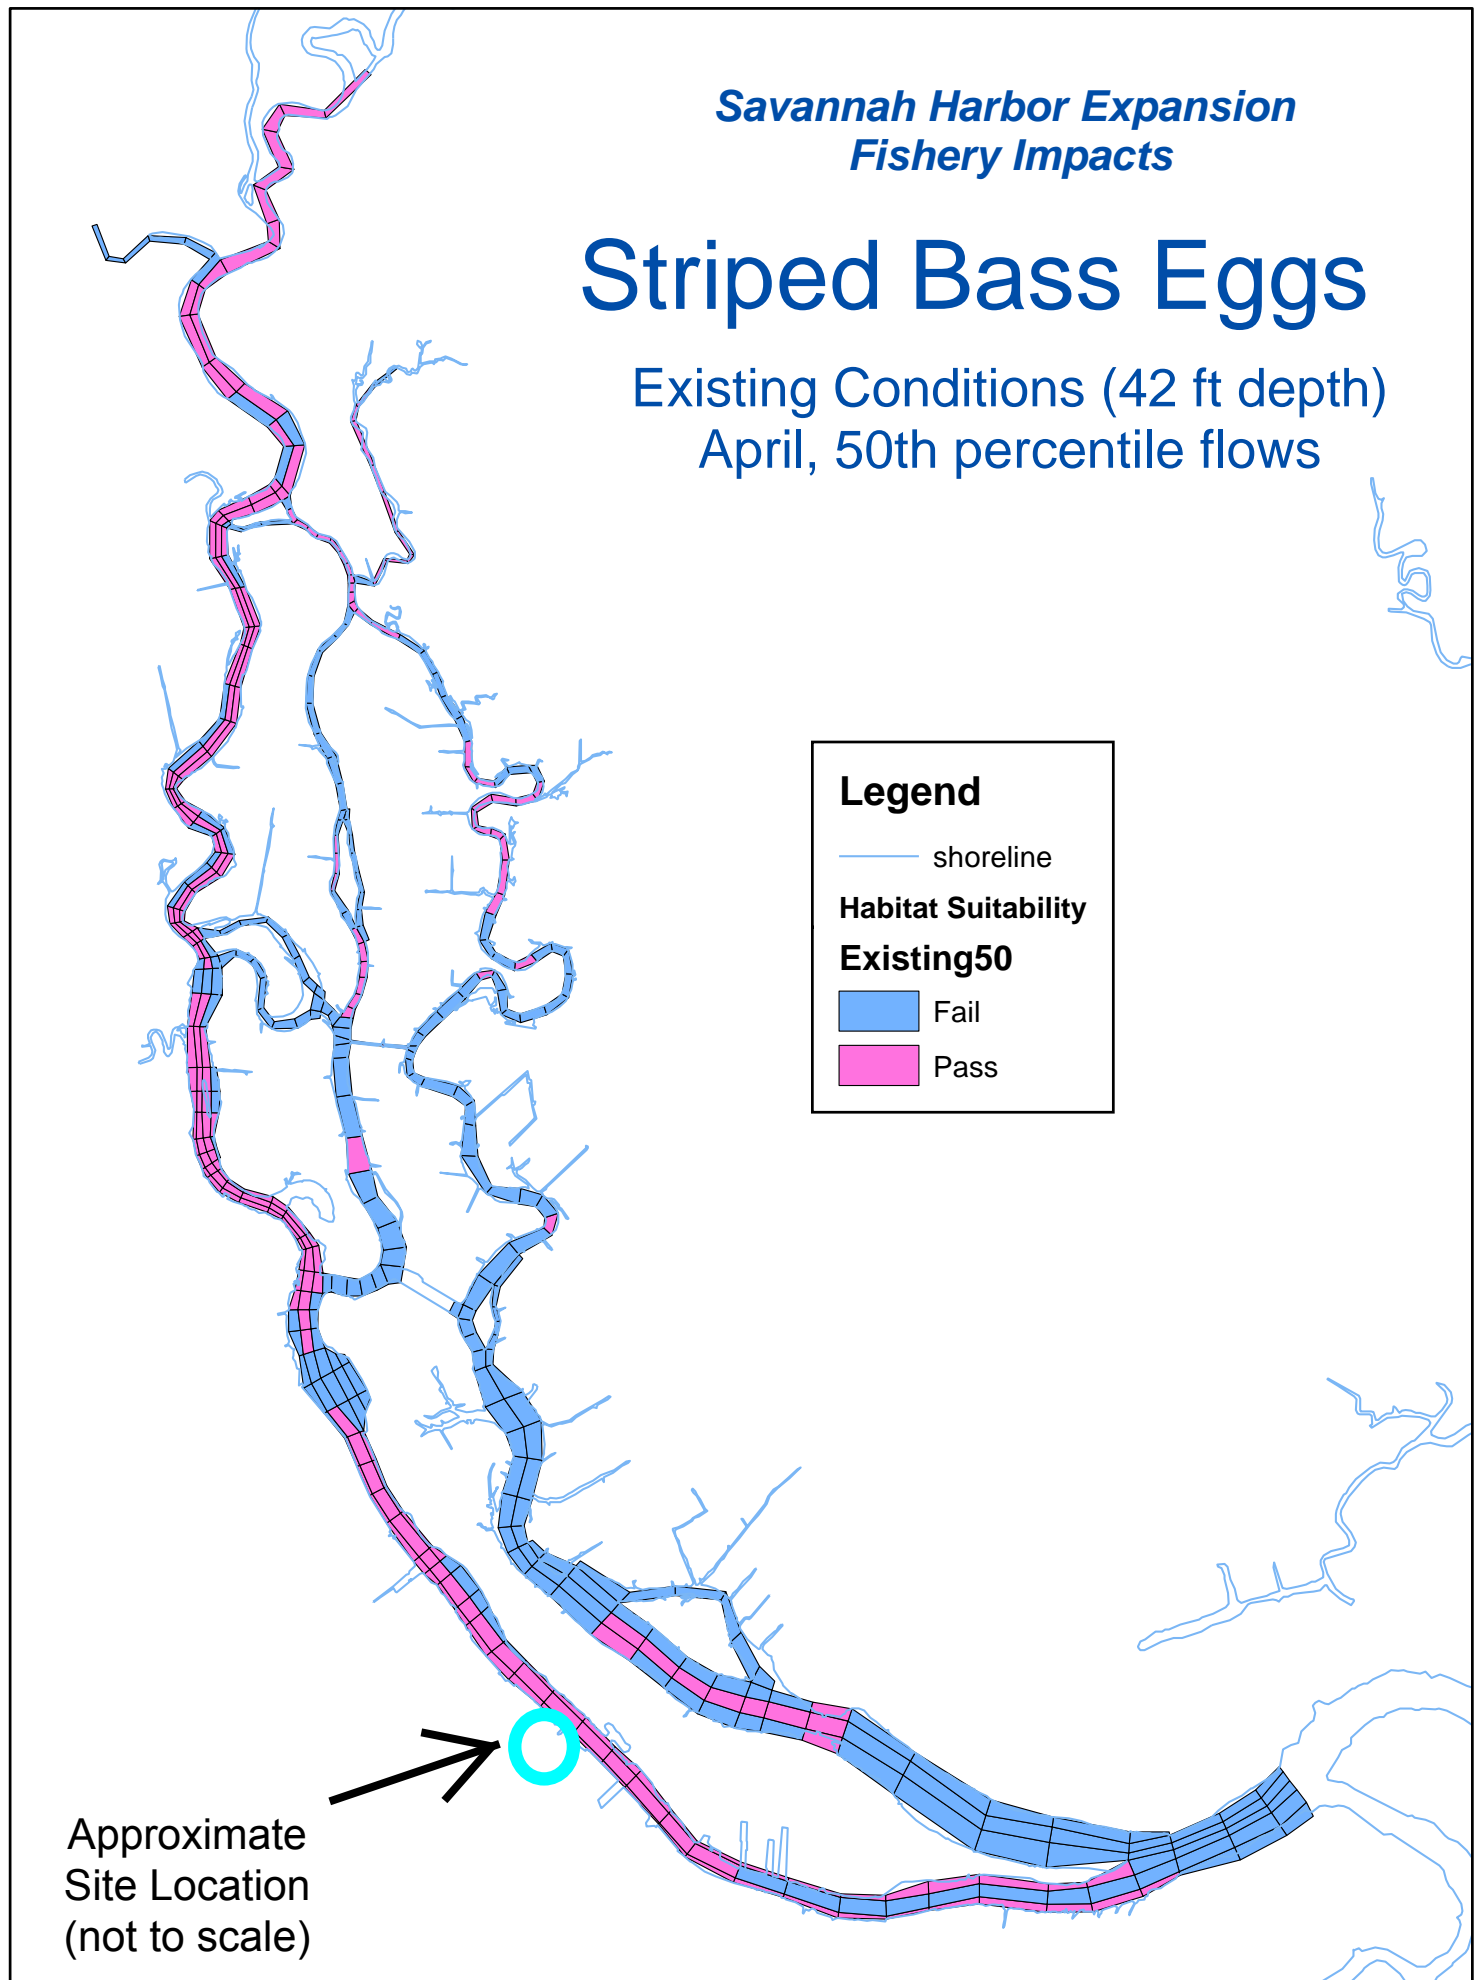 Savannah Harbor Expansion
Fishery Impacts
Striped Bass Eggs
Existing Conditions (42 ft depth)
April, 50th percentile flows
Legend
shoreline
Habitat Suitability
Existing50
Fail
Pass
Approximate
Site Location
(not to scale)